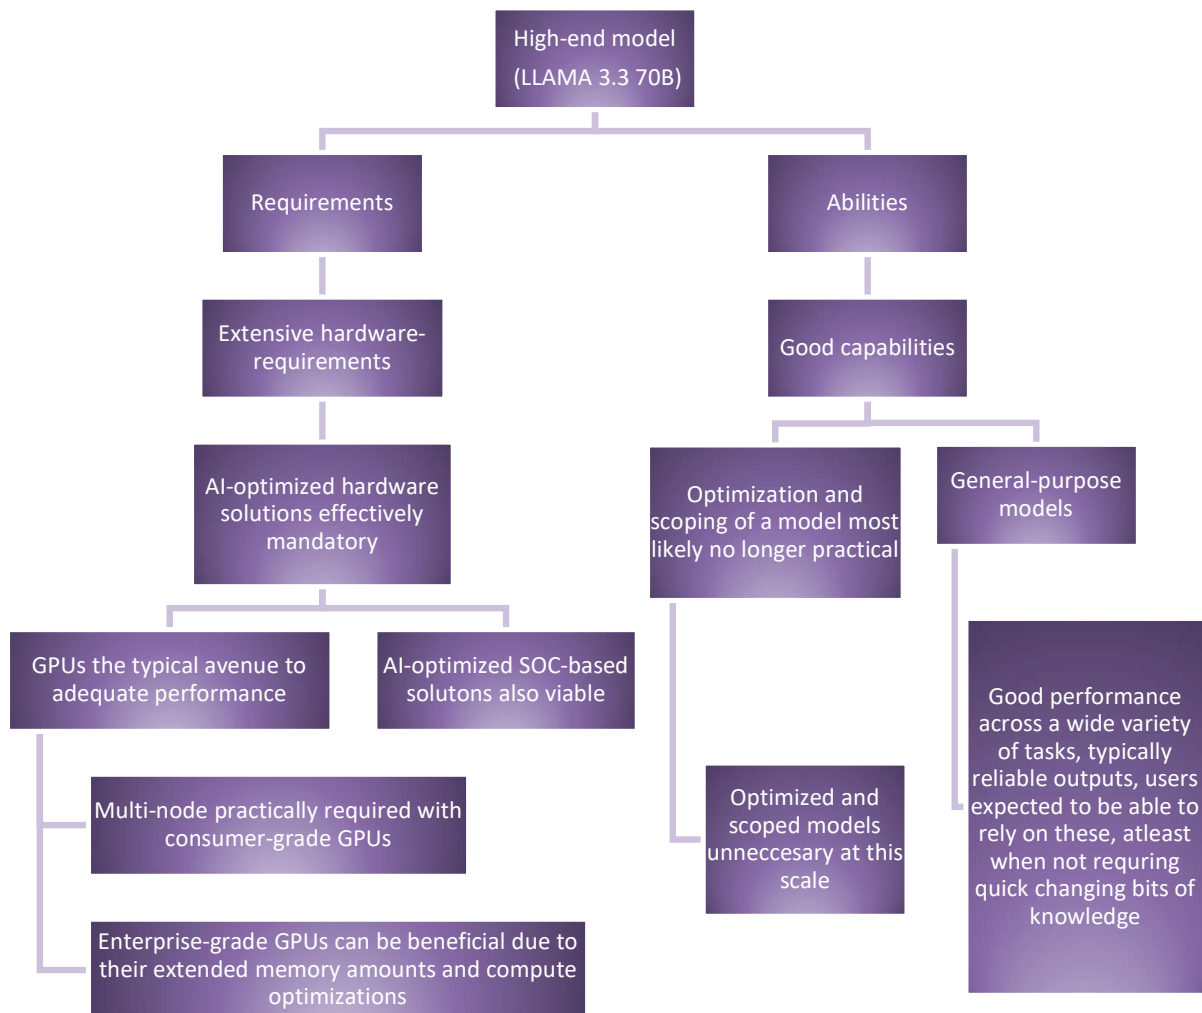 High-end model
(LLAMA 3.3 70B)
Requirements
Abilities
Extensive hardware-
requirements
Good capabilities
AI-optimized hardware
solutions effectively
mandatory
Optimization and
scoping of a model most
likely no longer practical
General-purpose
models
GPUs the typical avenue to
adequate performance
AI-optimized SOC-based
solutons also viable
Multi-node practically required with
consumer-grade GPUs
Enterprise-grade GPUs can be beneficial due to
their extended memory amounts and compute
optimizations
Optimized and
scoped models
unneccesary at this
scale
Good performance
across a wide variety
of tasks, typically
reliable outputs, users
expected to be able to
rely on these, atleast
when not requring
quick changing bits of
knowledge